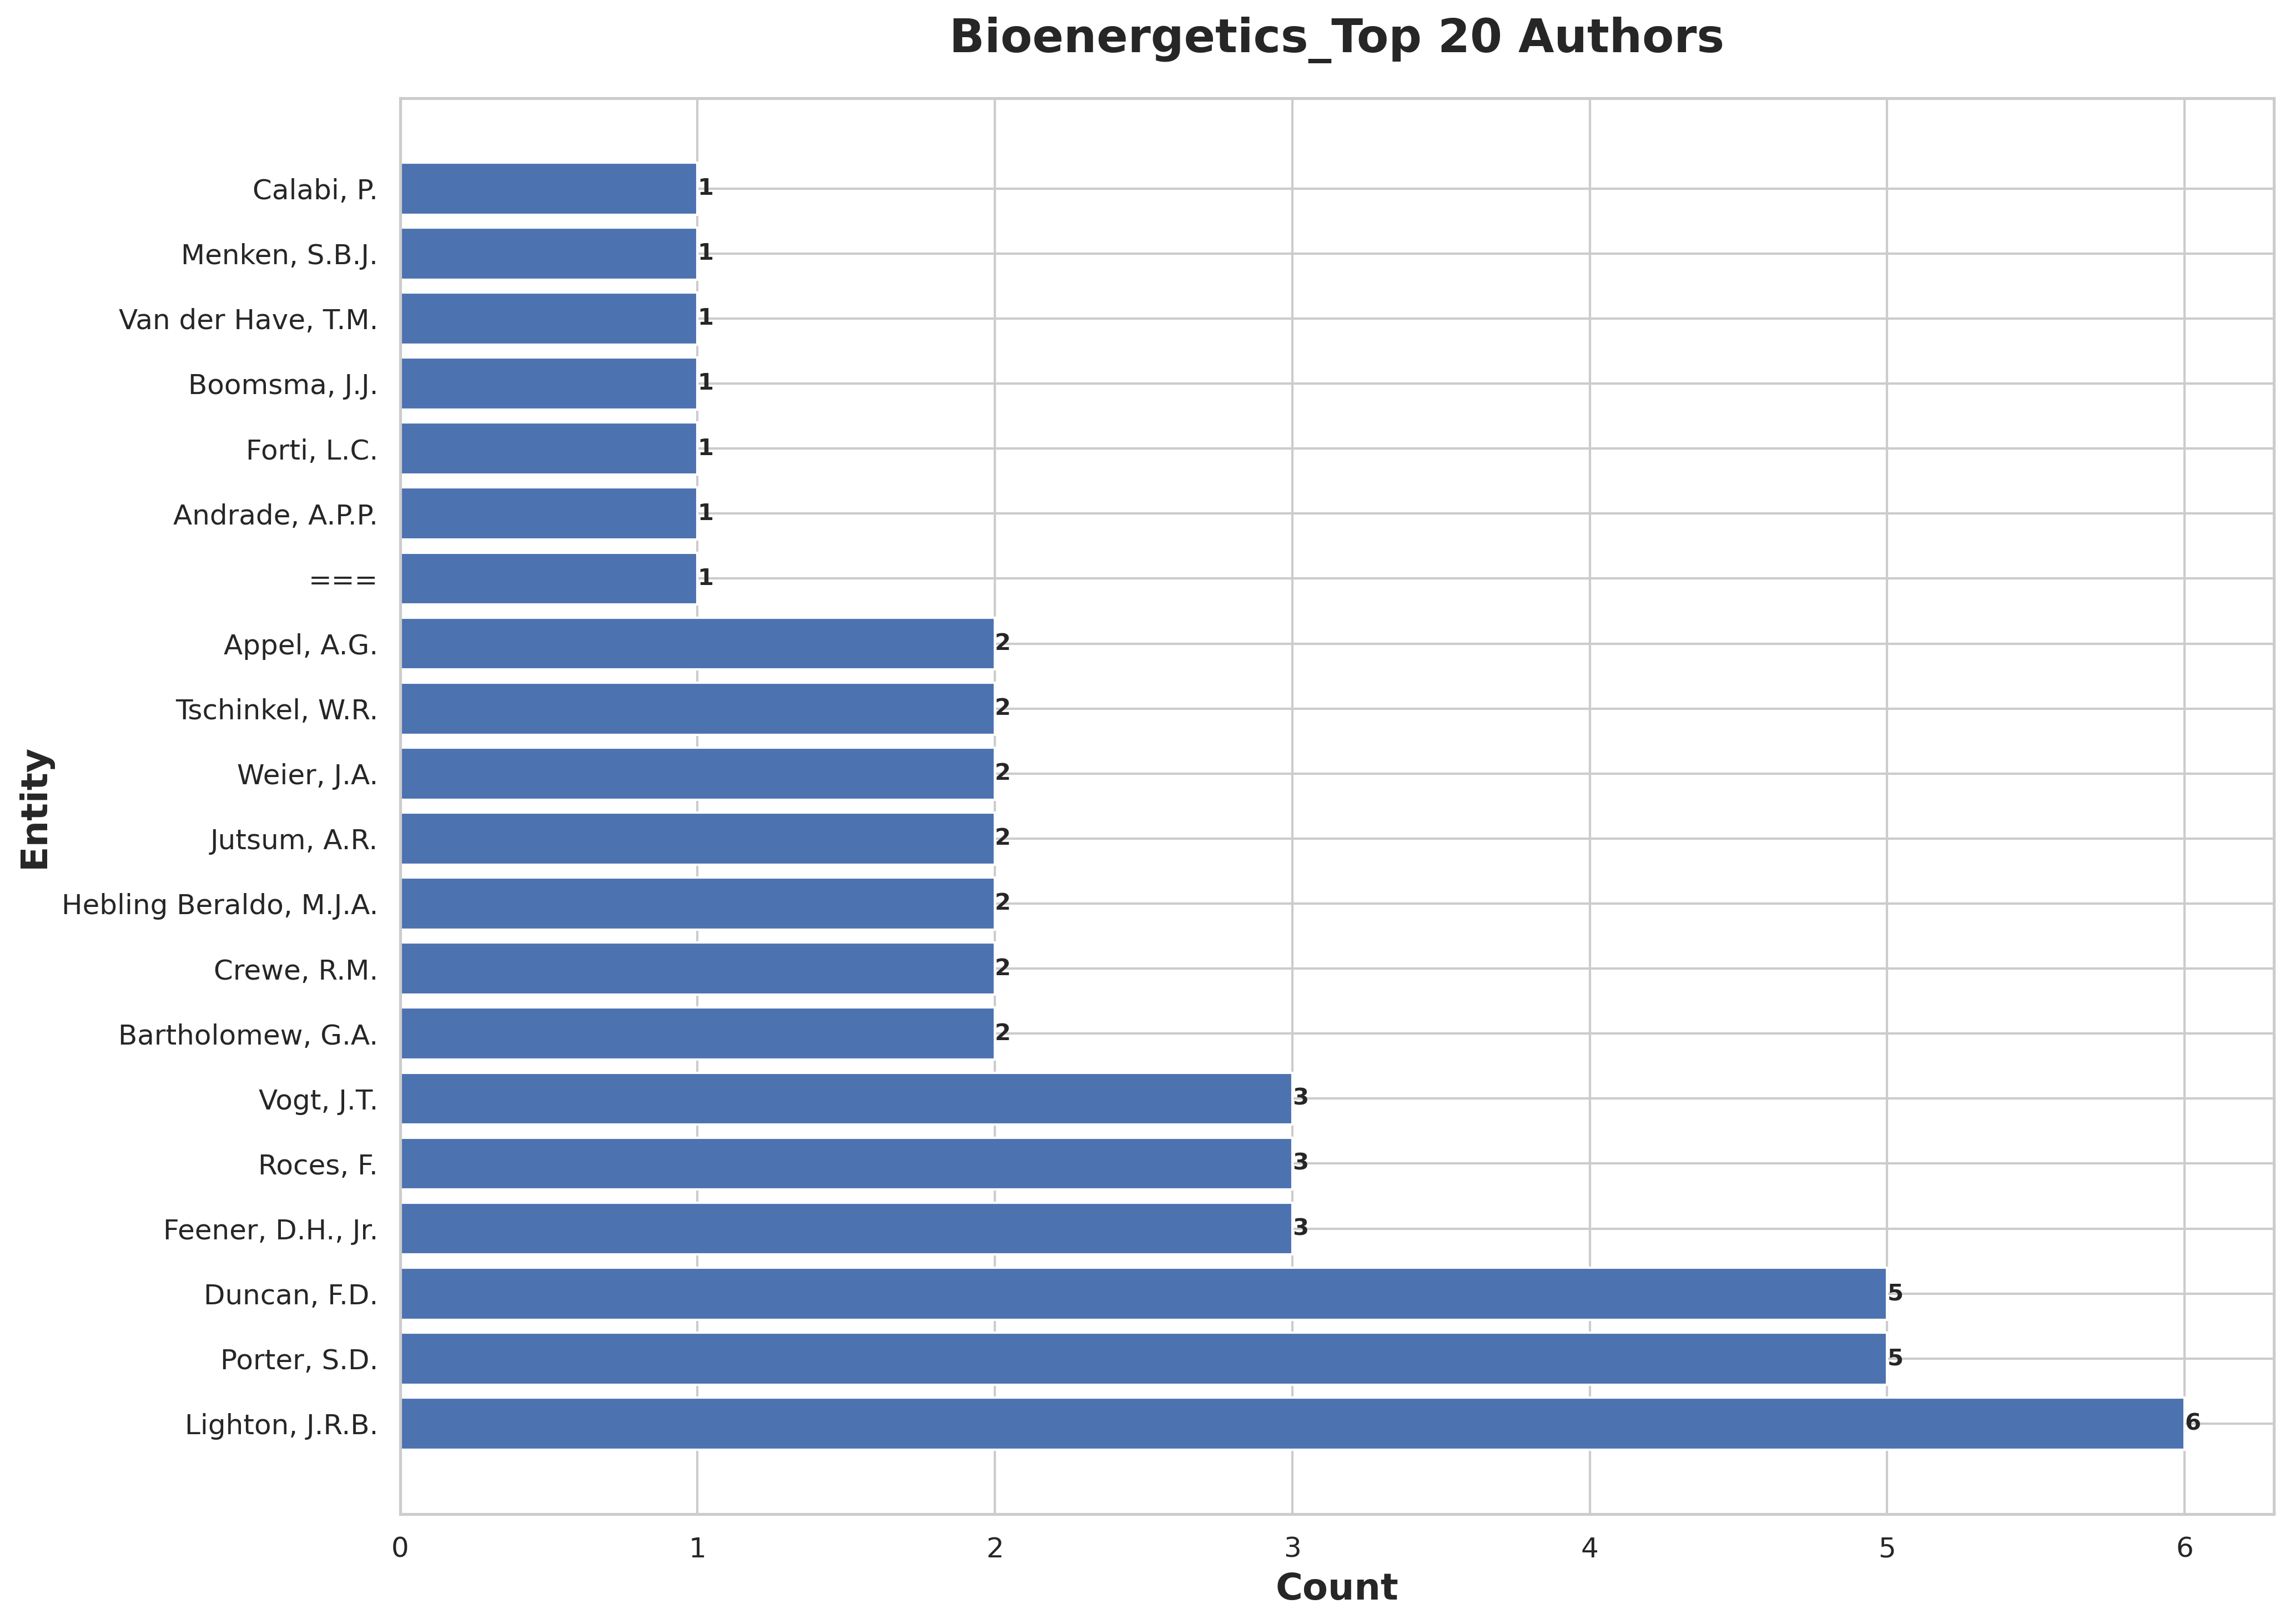 Bioenergetics_Top 20 Authors
Entity
Calabi, P. 1
Menken, S.B.J. 1
Van der Have, T.M. 1
Boomsma, J.J. 1
Forti, L.C. 1
Andrade, A.P.P. 1
=== 1
Appel, A.G. 2
Tschinkel, W.R. 2
Weier, J.A. 2
Jutsum, A.R. 2
Hebling Beraldo, M.J.A. 2
Crewe, R.M. 2
Bartholomew, G.A. 2
Vogt, J.T. 3
Roces, F. 3
Feener, D.H., Jr. 3
Duncan, F.D. 5
Porter, S.D. 5
Lighton, J.R.B. 6
0 1 2 3 4 5 6
Count